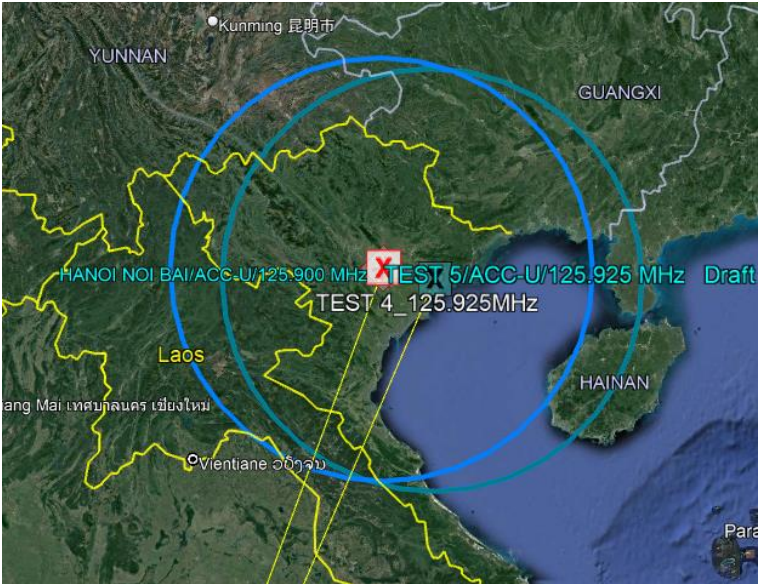 Kunming 昆明市
YUNNAN
GUANGXI
X
X
HANOI NOI BAI/ACC-U/125.900 MHz
TEST 5/ACC-U/125.925 MHz Draft
TEST 4_125.925MHz
Laos
HAINAN
iang Mai เทศบาลนคร เชียงใหม่
Vientiane ວຽງຈັນ
Para